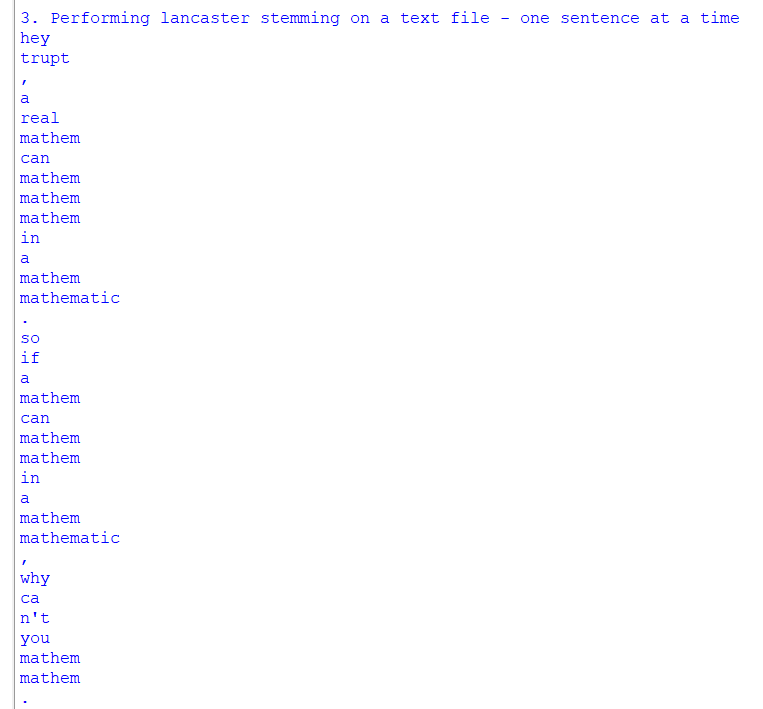 3. Performing lancaster stemming on a text file - one sentence at a time
hey
trupt
,
a
real
mathem
can
mathem
mathem
mathem
in
a
mathem
mathematic
.
so
if
a
mathem
can
mathem
mathem
in
a
mathem
mathematic
,
why
ca
n't
you
mathem
mathem
.